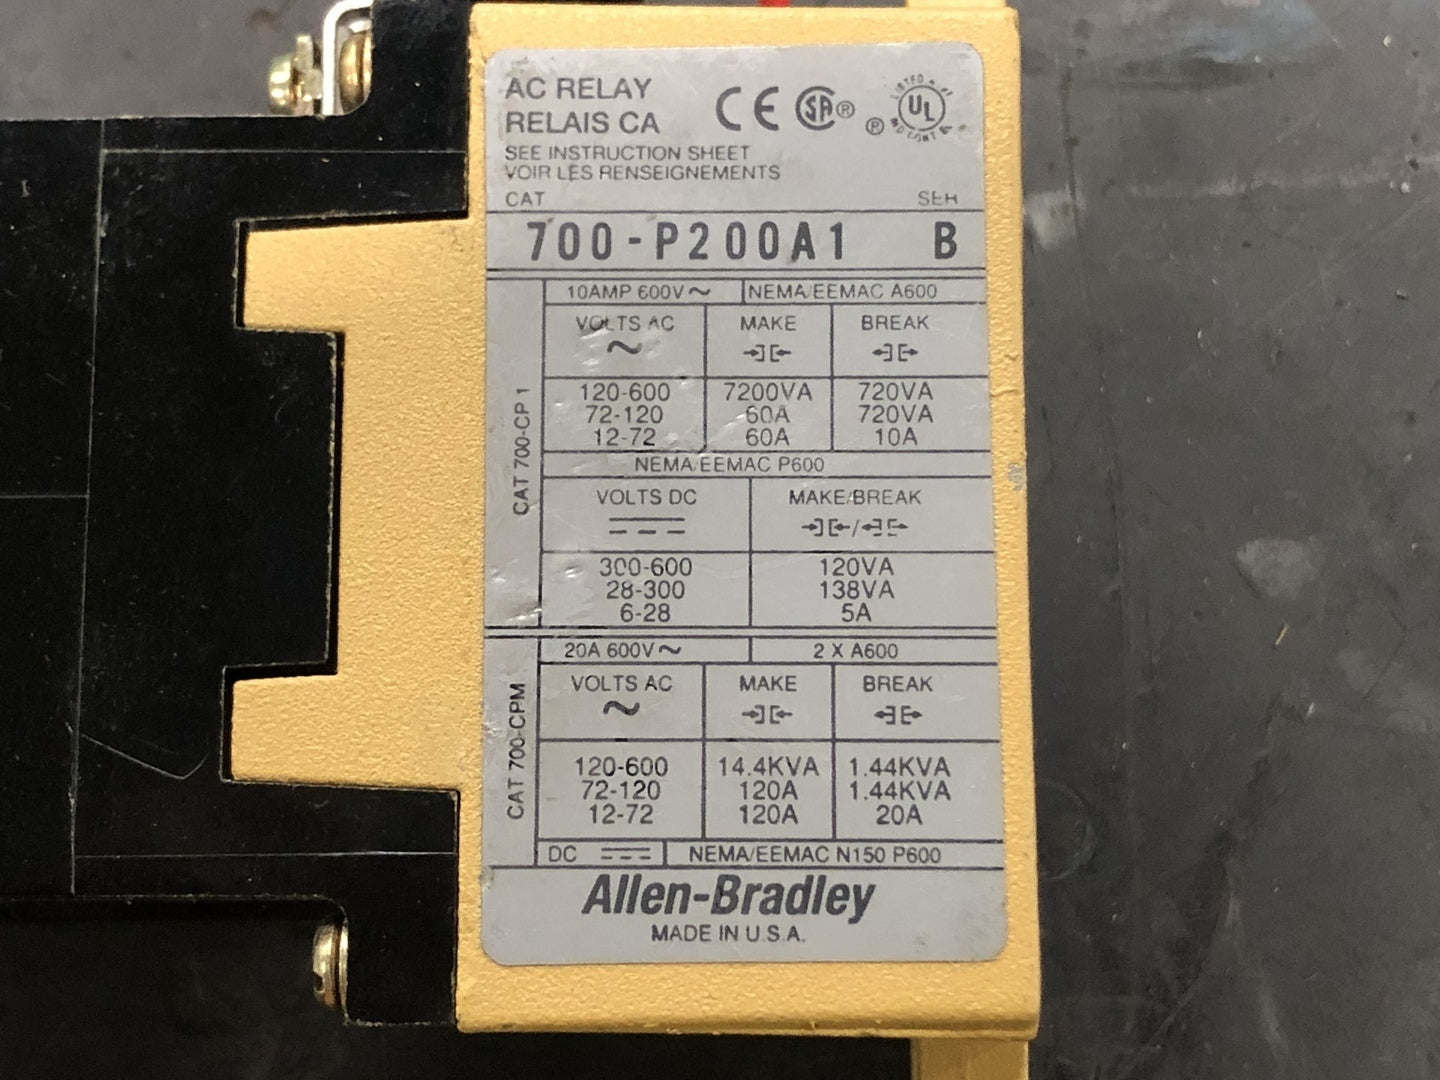 AC RELAY
RELAIS CA
CE SA ® ® UL
SEE INSTRUCTION SHEET
VOIR LES RENSEIGNEMENTS
CAT SER
700-P200A1 B
10AMP 600V~ NEMA/EEMAC A600
VOLTS AC MAKE BREAK
~
120-600 7200VA 720VA
72-120 60A 720VA
12-72 60A 10A
CAT 700-CP1
NEMA/EEMAC P600
VOLTS DC MAKE/BREAK
300-600 120VA
28-300 138VA
6-28 5A
20A 600V~ 2 X A600
VOLTS AC MAKE BREAK
~
120-600 14.4KVA 1.44KVA
72-120 120A 1.44KVA
12-72 120A 20A
CAT 700-CPM
DC NEMA/EEMAC N150 P600
Allen-Bradley
MADE IN U.S.A.